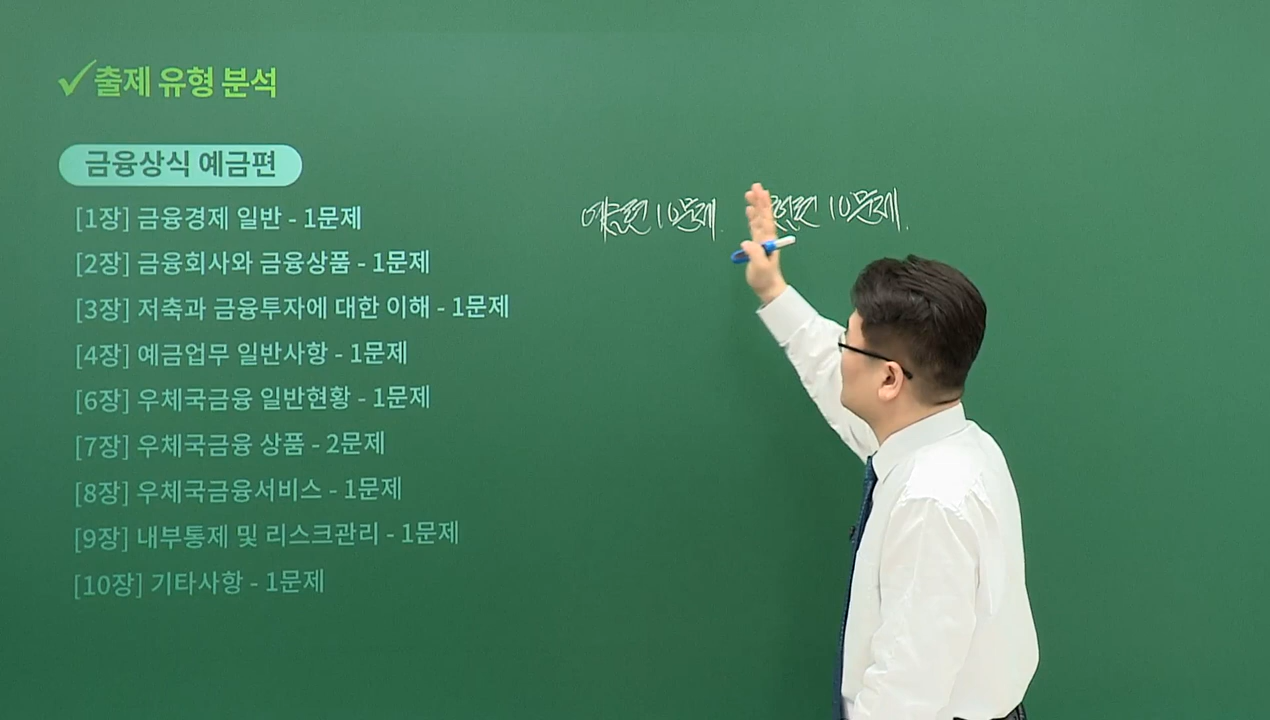 출제 유형 분석
금융상식 예금편
[1장] 금융경제 일반 - 1문제
[2장] 금융회사와 금융상품 - 1문제
[3장] 저축과 금융투자에 대한 이해 - 1문제
[4장] 예금업무 일반사항 - 1문제
[6장] 우체국금융 일반현황 - 1문제
[7장] 우체국금융 상품 - 2문제
[8장] 우체국금융서비스 - 1문제
[9장] 내부통제 및 리스크관리 - 1문제
[10장] 기타사항 - 1문제
예금편 10문제. 10문제.